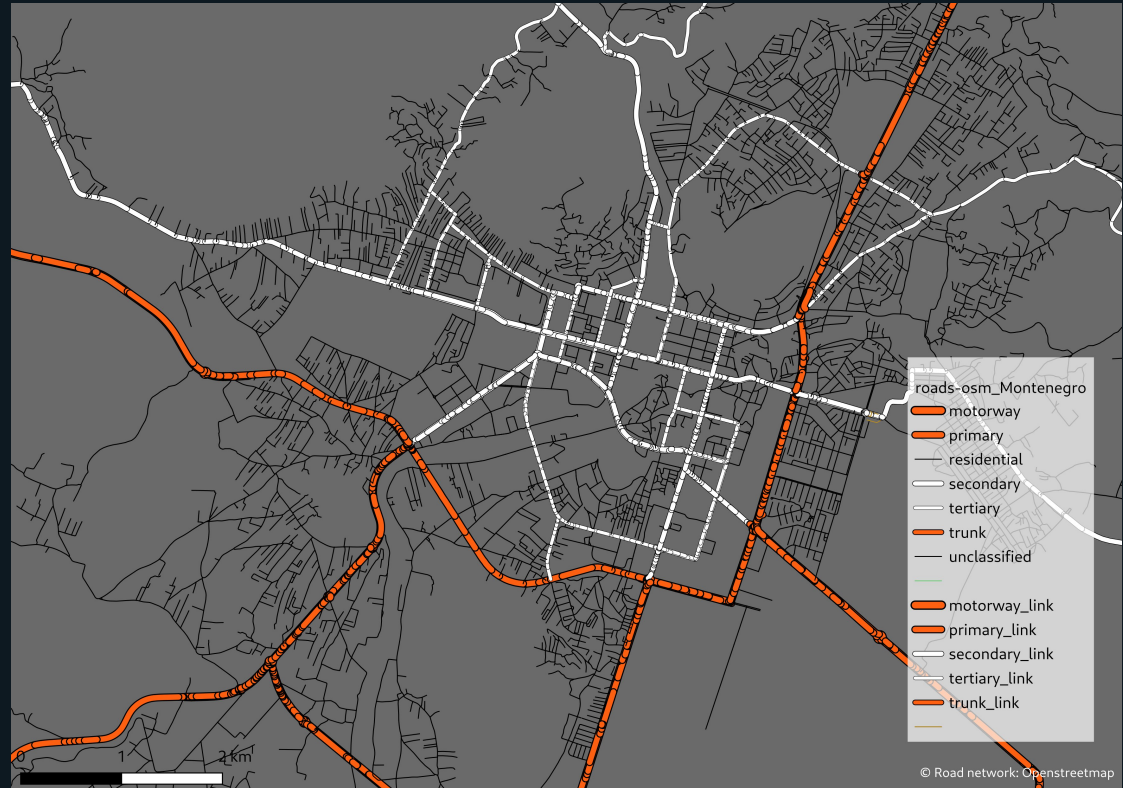 roads-osm_Montenegro
motorway
primary
residential
secondary
tertiary
trunk
unclassified
motorway_link
primary_link
secondary_link
tertiary_link
trunk_link
0 1 2 km
© Road network: Openstreetmap